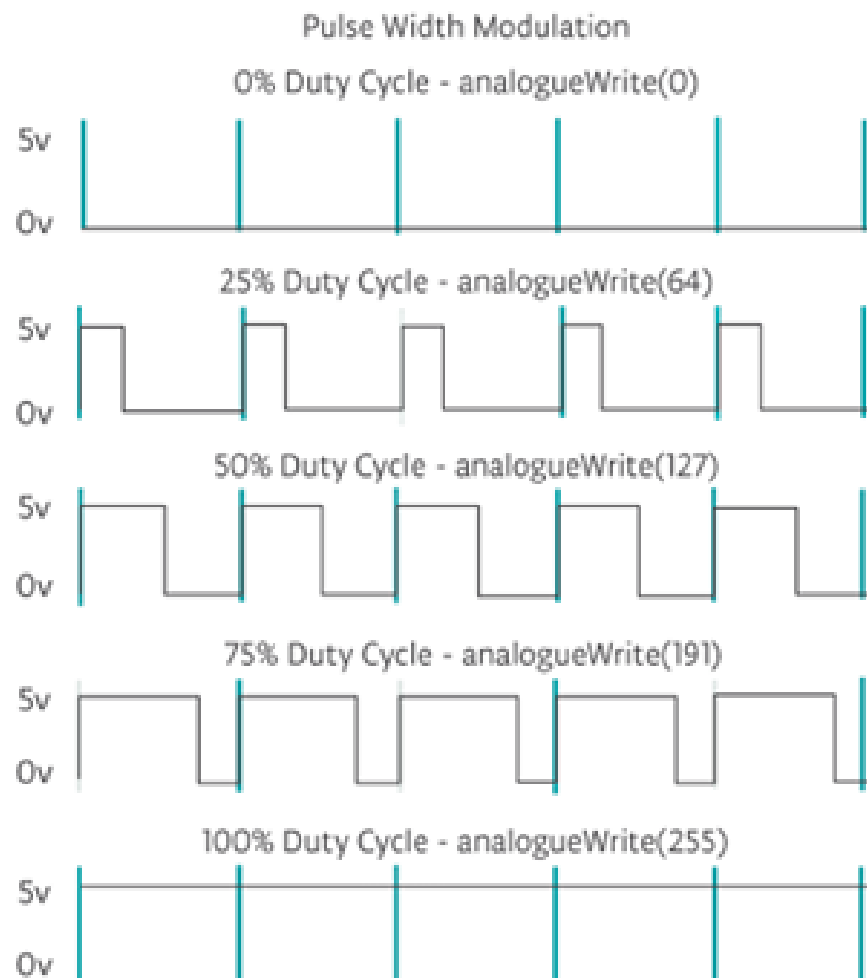 Pulse Width Modulation
0% Duty Cycle - analogueWrite(0)
5v
0v
25% Duty Cycle - analogueWrite(64)
5v
0v
50% Duty Cycle - analogueWrite(127)
5v
0v
75% Duty Cycle - analogueWrite(191)
5v
0v
100% Duty Cycle - analogueWrite(255)
5v
0v